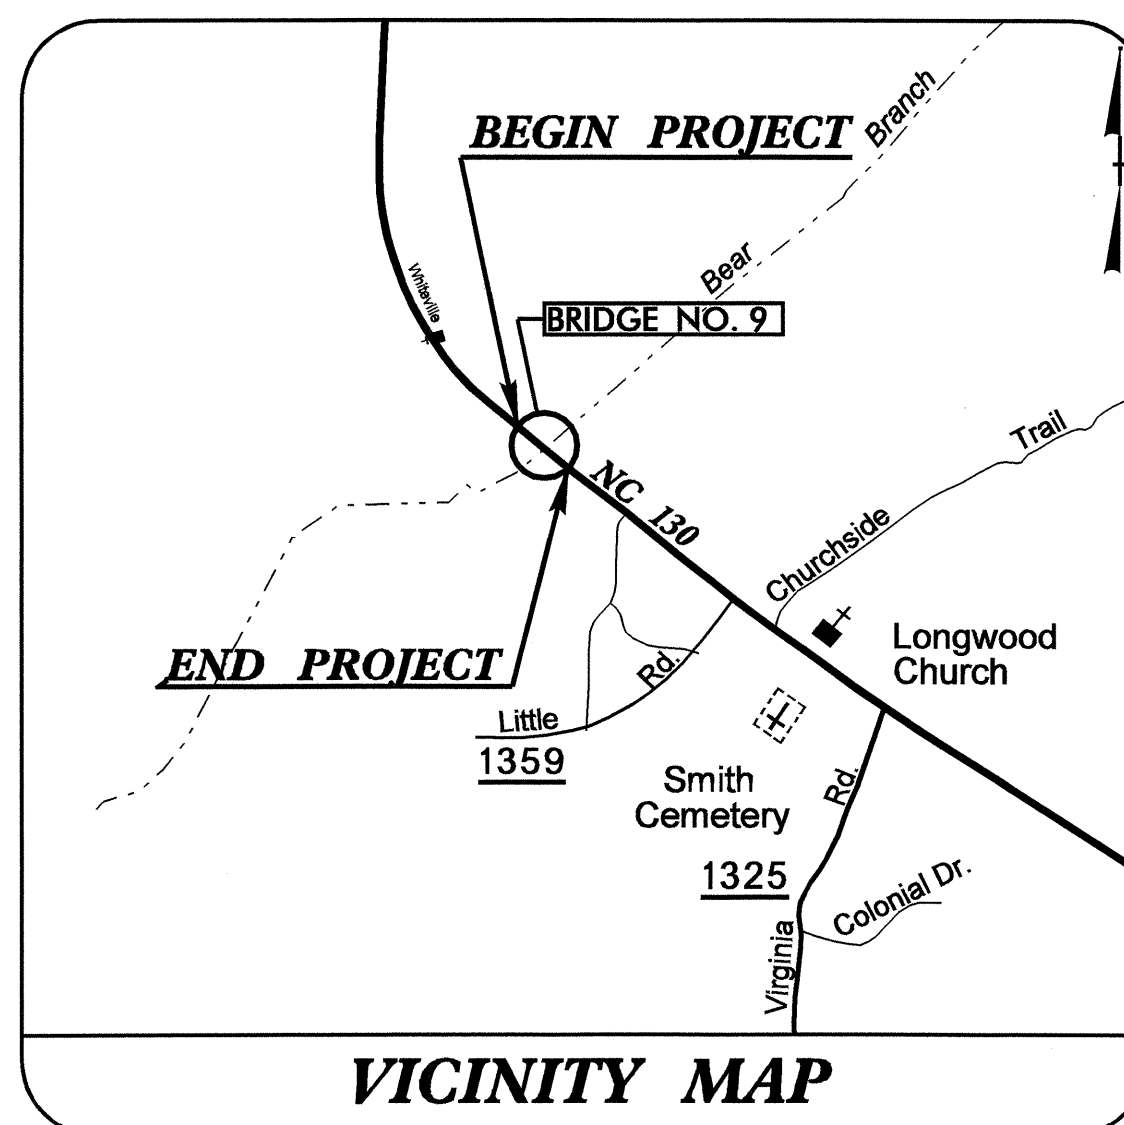 Branch
BEGIN PROJECT
Bear
Whiteville
BRIDGE NO. 9
Trail
NC 130
Churchside
Longwood
Church
END PROJECT
Rd.
Little
1359
Smith
Cemetery
Rd.
1325
Colonial Dr.
Virginia
VICINITY MAP